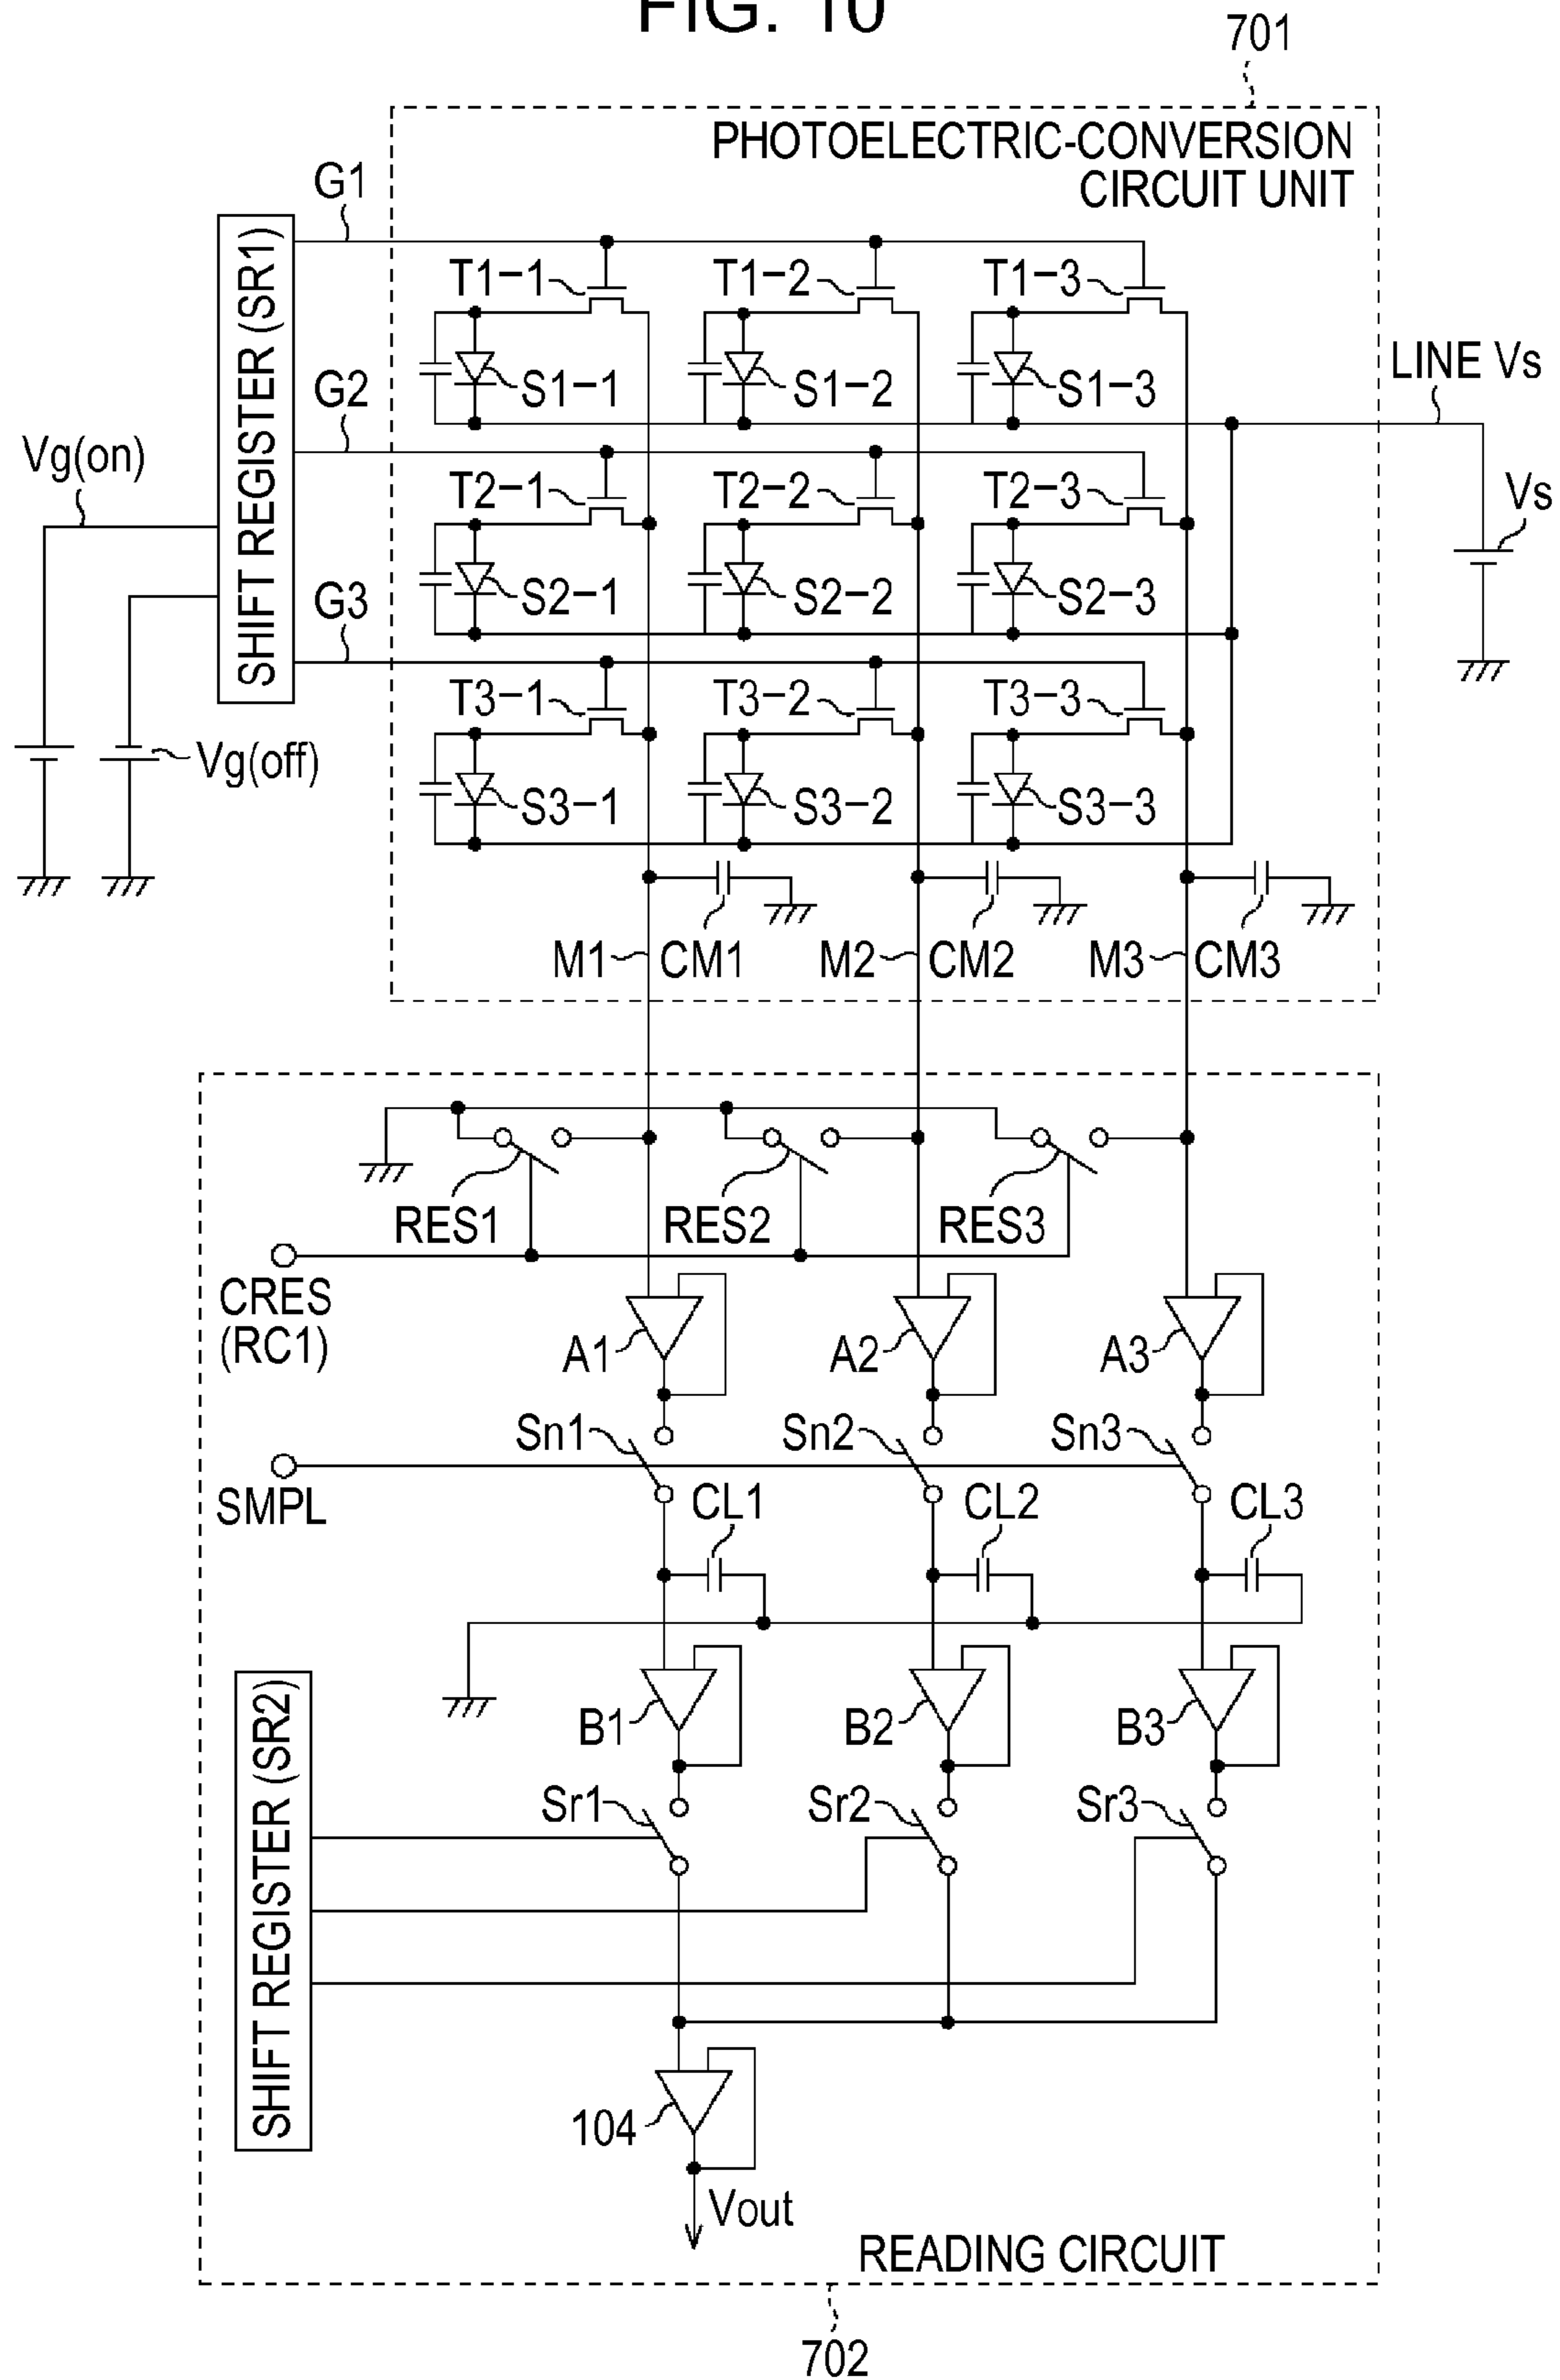 FIG. 10
701
PHOTOELECTRIC-CONVERSION
CIRCUIT UNIT
G1
SHIFT REGISTER (SR1)
T1-1
T1-2
T1-3
S1-1
S1-2
S1-3
LINE Vs
G2
Vg(on)
T2-1
T2-2
T2-3
Vs
S2-1
S2-2
S2-3
G3
T3-1
T3-2
T3-3
Vg(off)
S3-1
S3-2
S3-3
M1
CM1
M2
CM2
M3
CM3
RES1
RES2
RES3
CRES
(RC1)
A1
A2
A3
Sn1
Sn2
Sn3
SMPL
CL1
CL2
CL3
SHIFT REGISTER (SR2)
B1
B2
B3
Sr1
Sr2
Sr3
104
Vout
READING CIRCUIT
702